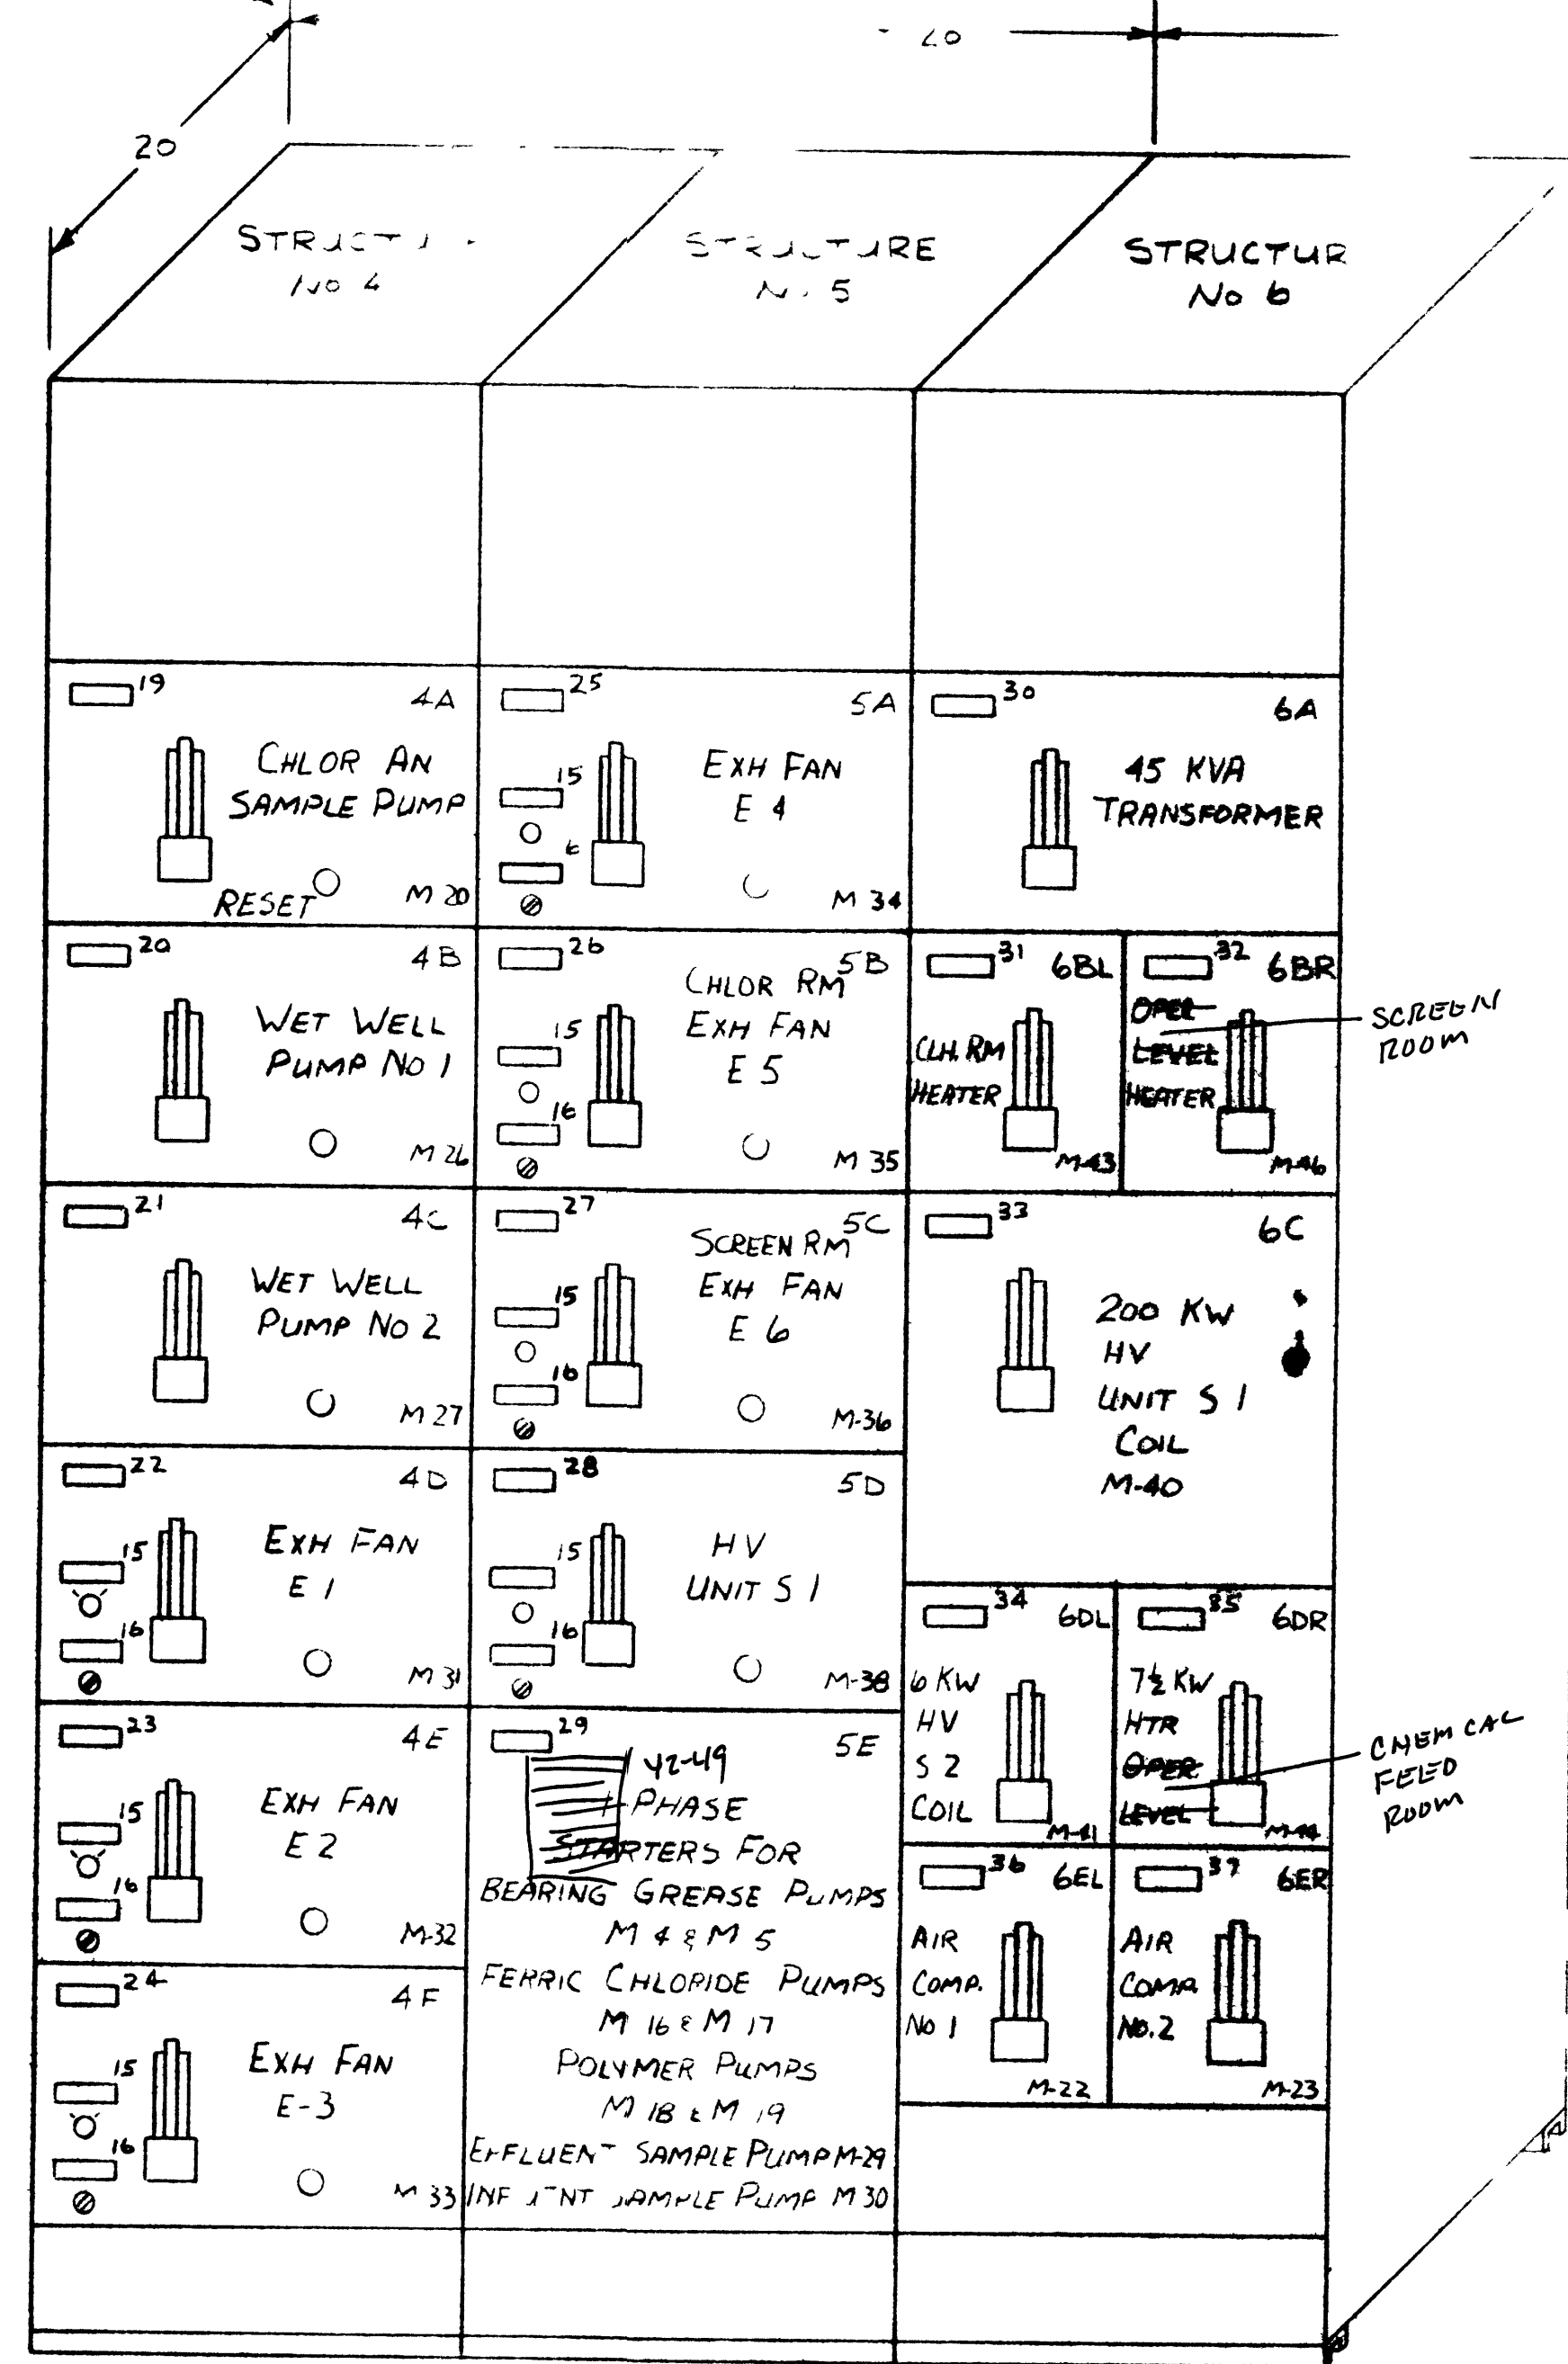 20
20
STRUCTURE
No 4
STRUCTURE
No. 5
STRUCTUR
No 6
19
4A
CHLOR AN
SAMPLE PUMP
RESET
M 20
20
4B
WET WELL
PUMP No 1
M 26
21
4C
WET WELL
PUMP No 2
M 27
22
4D
15
EXH FAN
E 1
16
M 31
23
4E
15
EXH FAN
E 2
16
M-32
24
4F
15
EXH FAN
E-3
16
M 33
25
5A
15
EXH FAN
E 4
6
M 34
26
5B
CHLOR RM
15
EXH FAN
E 5
16
M 35
27
5C
SCREEN RM
EXH FAN
15
E 6
16
M-36
28
5D
15
HV
UNIT S 1
16
M-38
29
5E
42-49
1-PHASE
STARTERS FOR
BEARING GREASE PUMPS
M 4 & M 5
FERRIC CHLORIDE PUMPS
M 16 & M 17
POLYMER PUMPS
M 18 & M 19
EFFLUENT SAMPLE PUMP M-29
INFLUENT SAMPLE PUMP M 30
30
6A
45 KVA
TRANSFORMER
31
6BL
CLH. RM
HEATER
M-43
32
6BR
OPER
LEVEL
HEATER
M-46
SCREEN
ROOM
33
6C
200 KW
HV
UNIT S 1
COIL
M-40
34
6DL
6 KW
HV
S 2
COIL
M-41
35
6DR
7½ KW
HTR
OPER
LEVEL
M-44
CHEMCAL
FEED
ROOM
36
6EL
AIR
COMP.
No 1
M-22
37
6ER
AIR
COMP.
No. 2
M-23